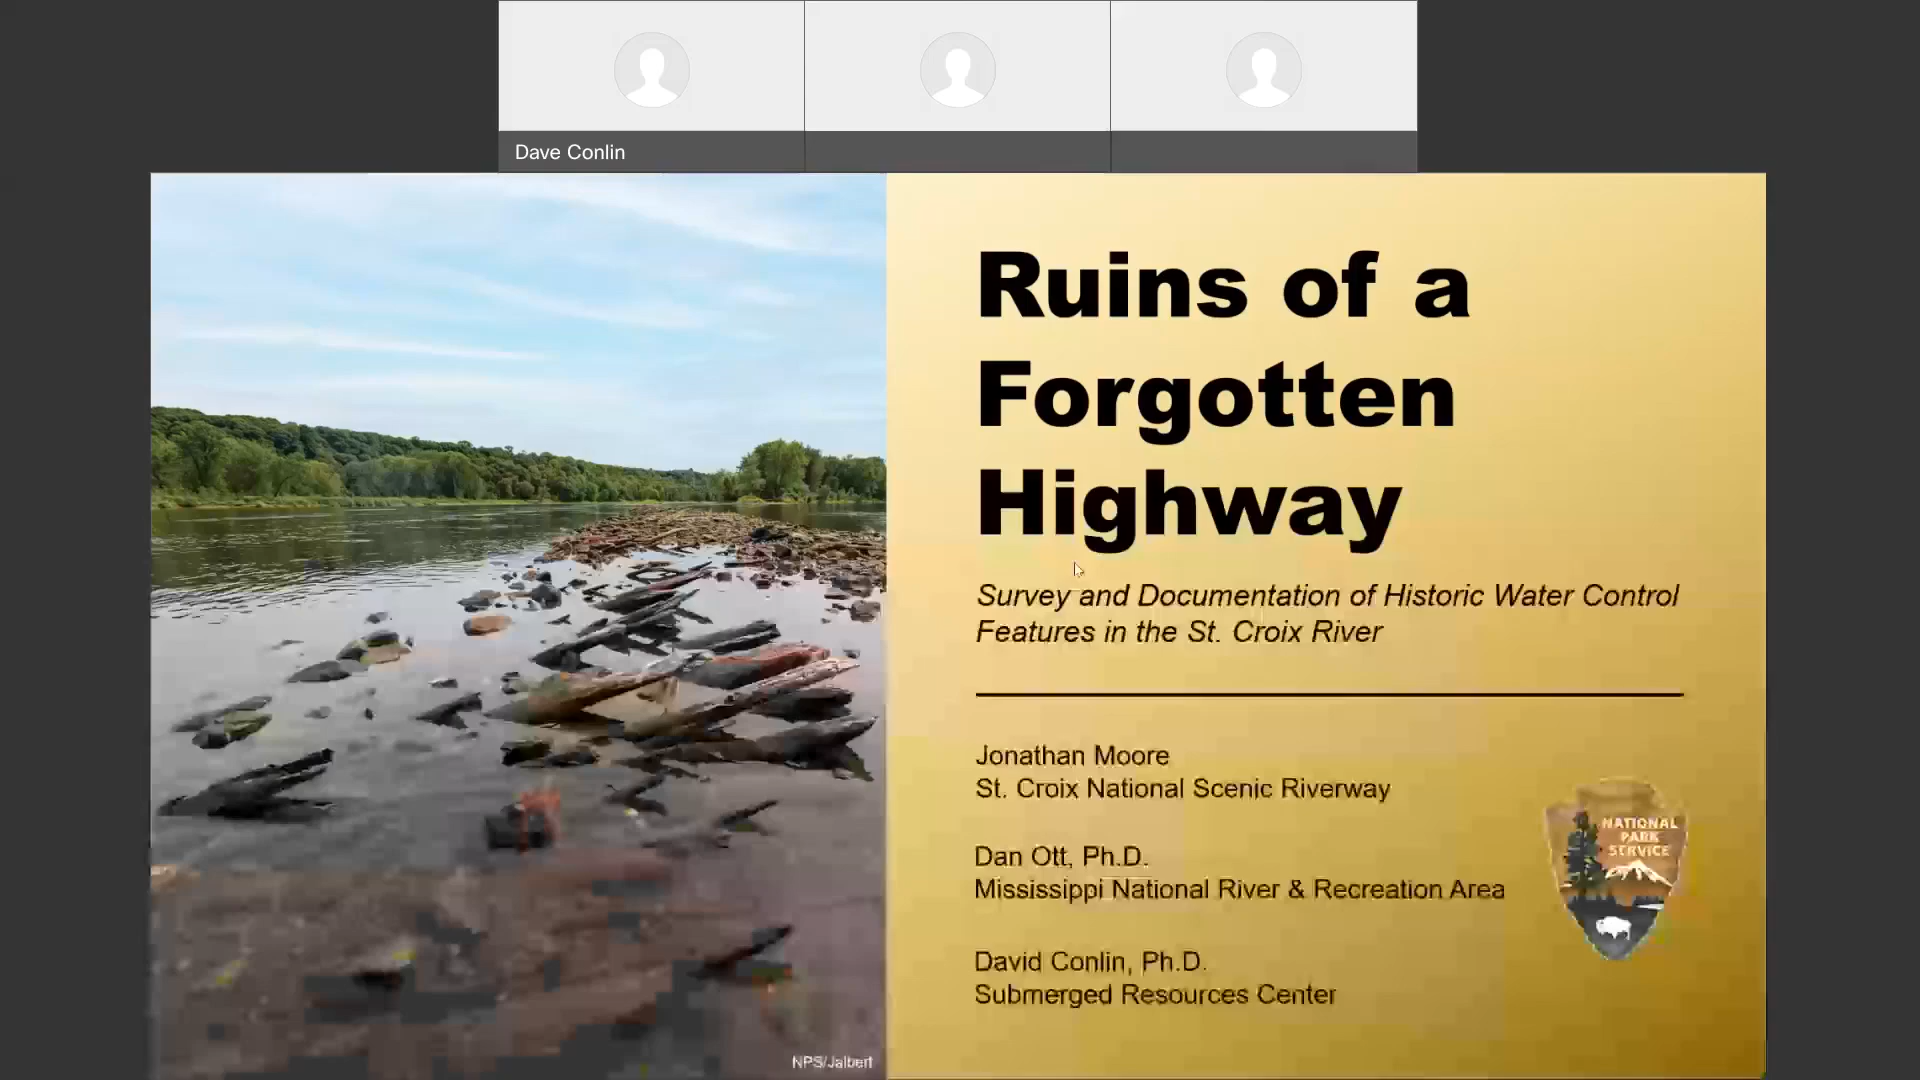 Dave Conlin
Ruins of a
Forgotten
Highway
Survey and Documentation of Historic Water Control
Features in the St. Croix River
Jonathan Moore
St. Croix National Scenic Riverway
Dan Ott, Ph.D.
Mississippi National River & Recreation Area
NATIONAL
PARK
SERVICE
David Conlin, Ph.D.
Submerged Resources Center
NPS/Jalbert